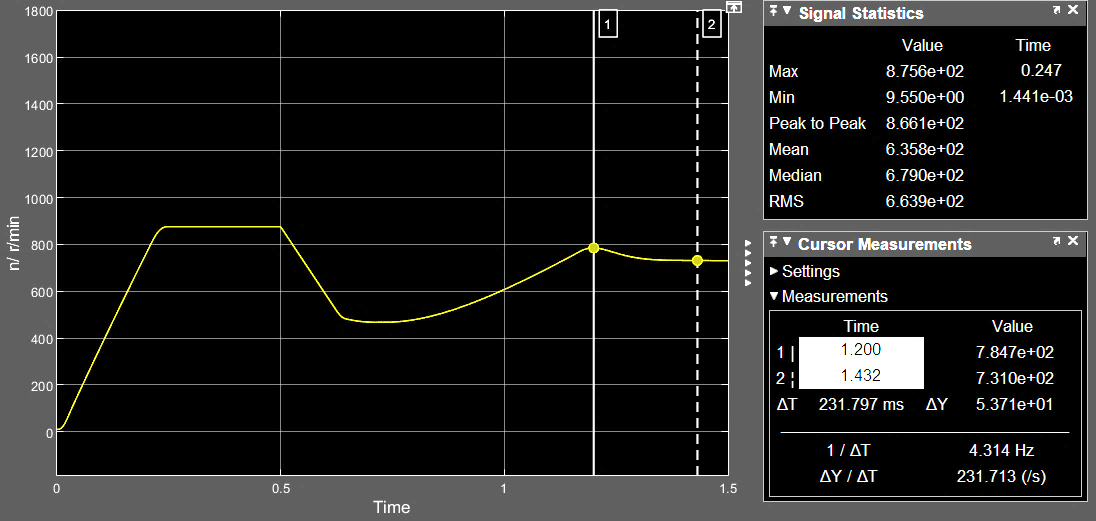 1800
1600
1400
1200
1000
800
600
400
200
0
n/ r/min
0
0.5
1
1.5
Time
1
2
Signal Statistics
Value Time
Max 8.756e+02 0.247
Min 9.550e+00 1.441e-03
Peak to Peak 8.661e+02
Mean 6.358e+02
Median 6.790e+02
RMS 6.639e+02
Cursor Measurements
Settings
Measurements
Time Value
1 | 1.200 7.847e+02
2 ¦ 1.432 7.310e+02
ΔT 231.797 ms ΔY 5.371e+01
1 / ΔT 4.314 Hz
ΔY / ΔT 231.713 (/s)